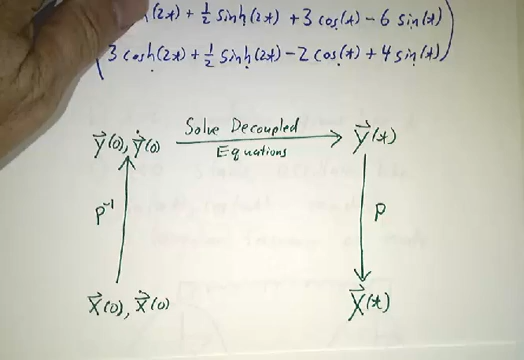 (2t) + 1/2 sinh(2t) + 3 cos(t) − 6 sin(t)
3 cosh(2t) + 1/2 sinh(2t) − 2 cos(t) + 4 sin(t)
Solve Decoupled
Y⃗(0), Ẏ⃗(0) Y⃗(t)
Equations
P⁻¹ P
X⃗(0), Ẋ⃗(0) X⃗(t)